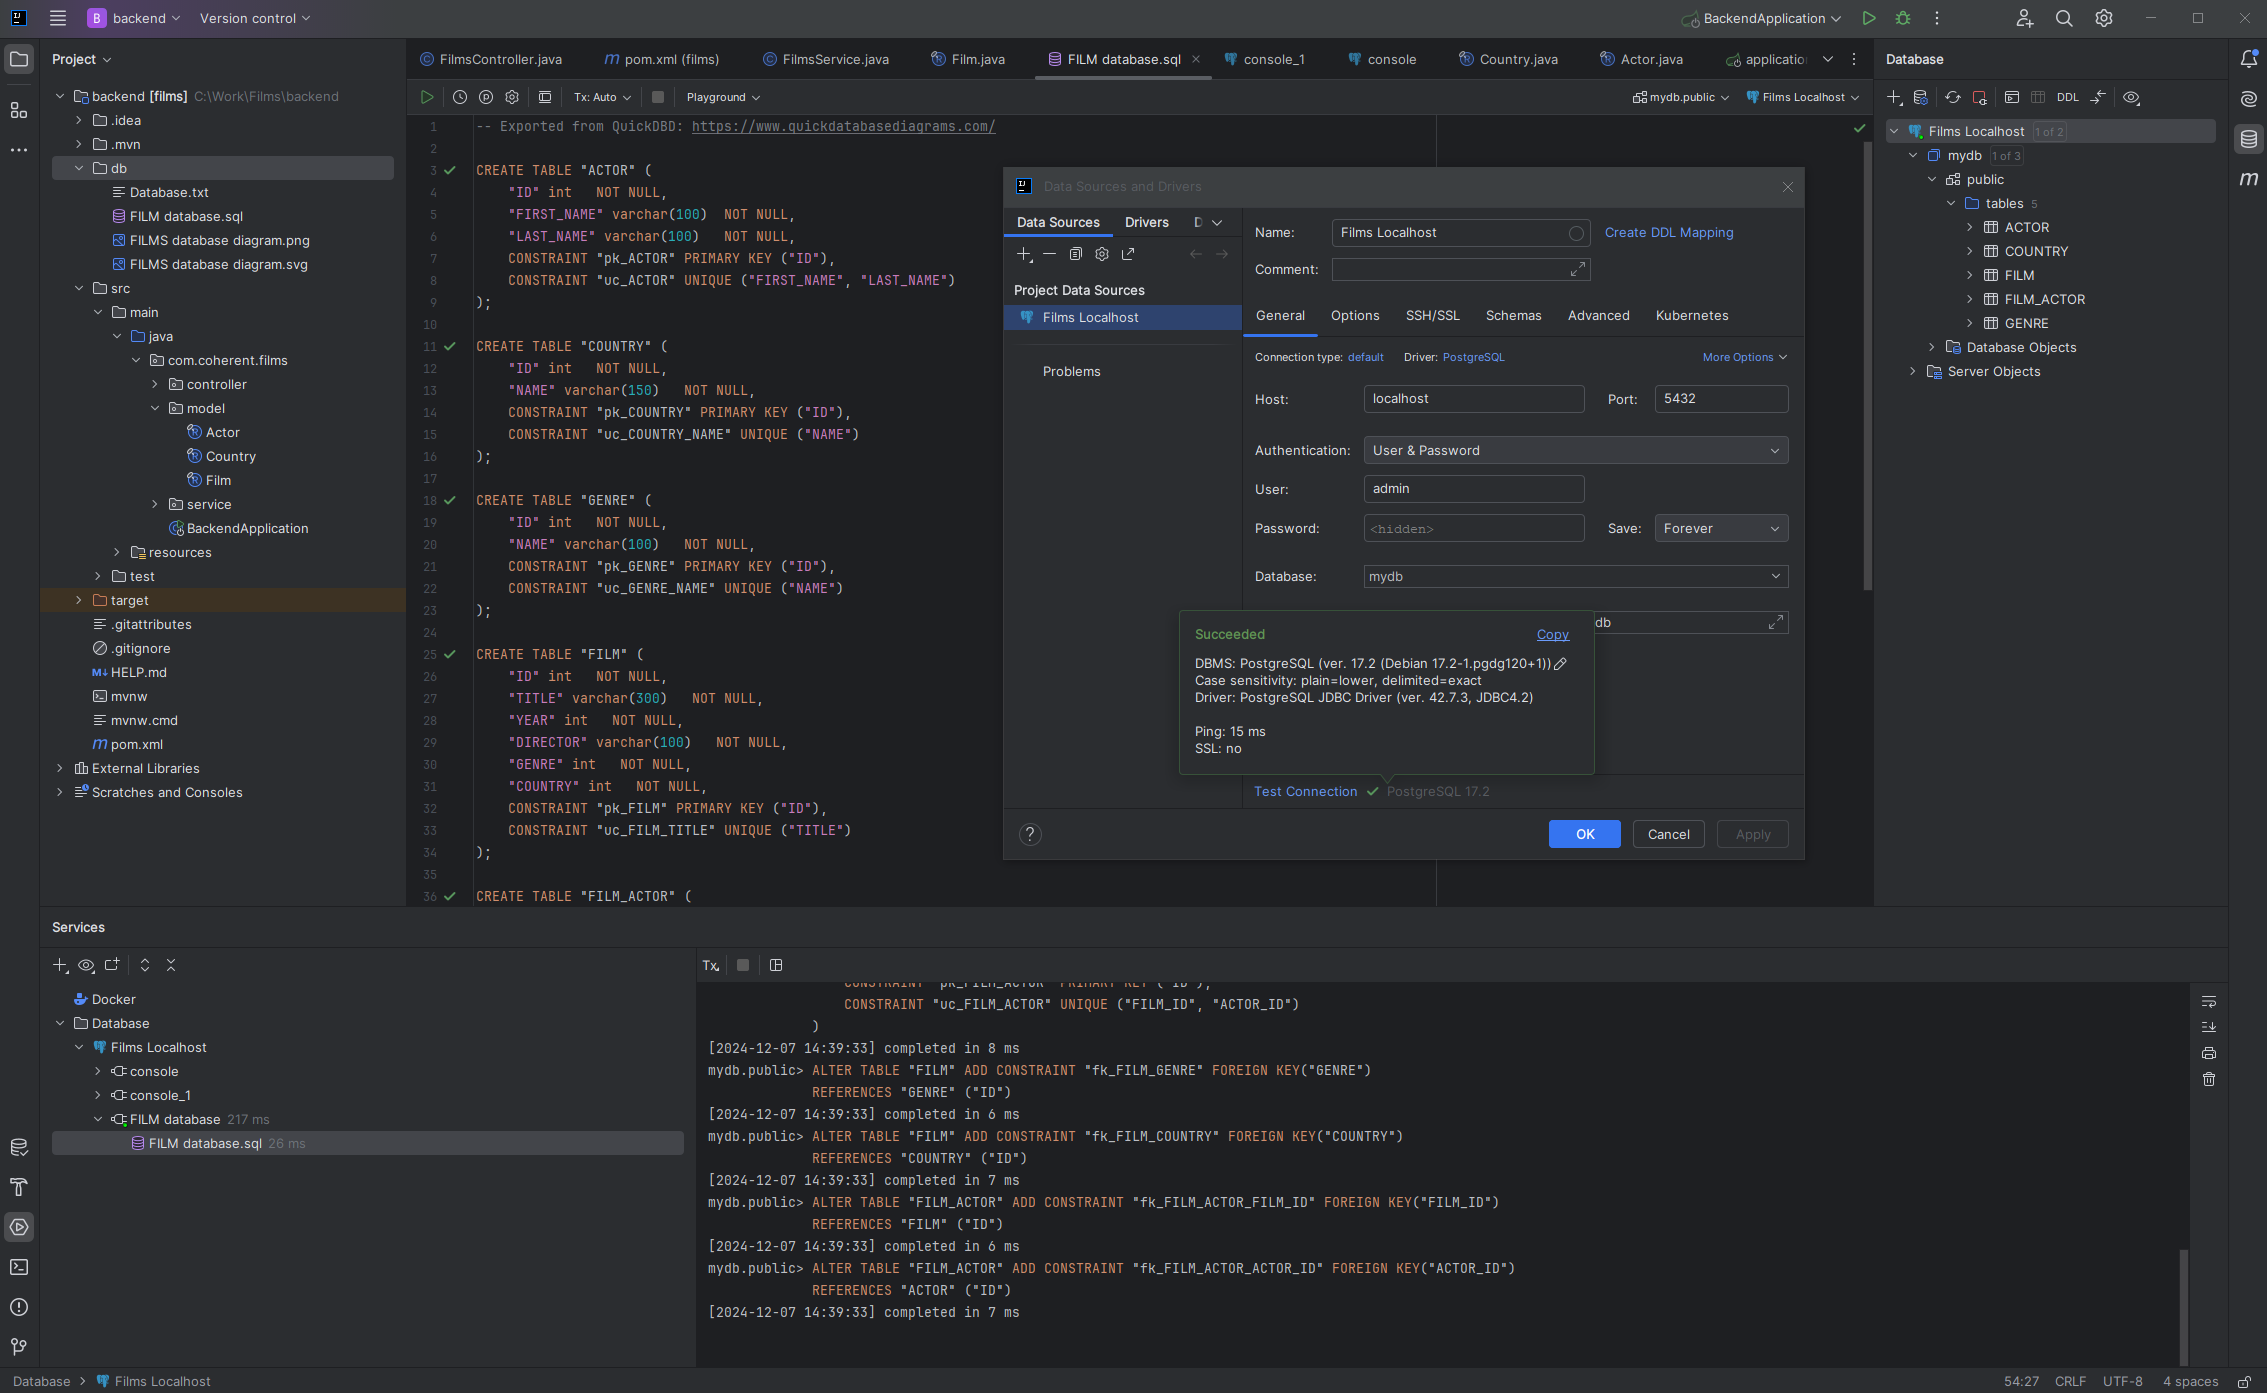 B backend Version control BackendApplication
Project
backend [films] C:\Work\Films\backend
.idea
.mvn
db
Database.txt
FILM database.sql
FILMS database diagram.png
FILMS database diagram.svg
src
main
java
com.coherent.films
controller
model
Actor
Country
Film
service
BackendApplication
resources
test
target
.gitattributes
.gitignore
HELP.md
mvnw
mvnw.cmd
pom.xml
External Libraries
Scratches and Consoles
FilmsController.java pom.xml (films) FilmsService.java Film.java FILM database.sql console_1 console Country.java Actor.java applicatio
Tx: Auto Playground mydb.public Films Localhost
1 -- Exported from QuickDBD: https://www.quickdatabasediagrams.com/
2
3 CREATE TABLE "ACTOR" (
4 "ID" int NOT NULL,
5 "FIRST_NAME" varchar(100) NOT NULL,
6 "LAST_NAME" varchar(100) NOT NULL,
7 CONSTRAINT "pk_ACTOR" PRIMARY KEY ("ID"),
8 CONSTRAINT "uc_ACTOR" UNIQUE ("FIRST_NAME", "LAST_NAME")
9 );
10
11 CREATE TABLE "COUNTRY" (
12 "ID" int NOT NULL,
13 "NAME" varchar(150) NOT NULL,
14 CONSTRAINT "pk_COUNTRY" PRIMARY KEY ("ID"),
15 CONSTRAINT "uc_COUNTRY_NAME" UNIQUE ("NAME")
16 );
17
18 CREATE TABLE "GENRE" (
19 "ID" int NOT NULL,
20 "NAME" varchar(100) NOT NULL,
21 CONSTRAINT "pk_GENRE" PRIMARY KEY ("ID"),
22 CONSTRAINT "uc_GENRE_NAME" UNIQUE ("NAME")
23 );
24
25 CREATE TABLE "FILM" (
26 "ID" int NOT NULL,
27 "TITLE" varchar(300) NOT NULL,
28 "YEAR" int NOT NULL,
29 "DIRECTOR" varchar(100) NOT NULL,
30 "GENRE" int NOT NULL,
31 "COUNTRY" int NOT NULL,
32 CONSTRAINT "pk_FILM" PRIMARY KEY ("ID"),
33 CONSTRAINT "uc_FILM_TITLE" UNIQUE ("TITLE")
34 );
35
36 CREATE TABLE "FILM_ACTOR" (
Data Sources and Drivers
Data Sources Drivers D
Project Data Sources
Films Localhost
Problems
Name: Films Localhost Create DDL Mapping
Comment:
General Options SSH/SSL Schemas Advanced Kubernetes
Connection type: default Driver: PostgreSQL More Options
Host: localhost Port: 5432
Authentication: User & Password
User: admin
Password: <hidden> Save: Forever
Database: mydb
db
Succeeded Copy
DBMS: PostgreSQL (ver. 17.2 (Debian 17.2-1.pgdg120+1))
Case sensitivity: plain=lower, delimited=exact
Driver: PostgreSQL JDBC Driver (ver. 42.7.3, JDBC4.2)
Ping: 15 ms
SSL: no
Test Connection PostgreSQL 17.2
? OK Cancel Apply
Database
DDL
Films Localhost 1 of 2
mydb 1 of 3
public
tables 5
ACTOR
COUNTRY
FILM
FILM_ACTOR
GENRE
Database Objects
Server Objects
m
Services
Docker
Database
Films Localhost
console
console_1
FILM database 217 ms
FILM database.sql 26 ms
Tx
CONSTRAINT "pk_FILM_ACTOR" PRIMARY KEY ("ID"),
CONSTRAINT "uc_FILM_ACTOR" UNIQUE ("FILM_ID", "ACTOR_ID")
)
[2024-12-07 14:39:33] completed in 8 ms
mydb.public> ALTER TABLE "FILM" ADD CONSTRAINT "fk_FILM_GENRE" FOREIGN KEY("GENRE")
REFERENCES "GENRE" ("ID")
[2024-12-07 14:39:33] completed in 6 ms
mydb.public> ALTER TABLE "FILM" ADD CONSTRAINT "fk_FILM_COUNTRY" FOREIGN KEY("COUNTRY")
REFERENCES "COUNTRY" ("ID")
[2024-12-07 14:39:33] completed in 7 ms
mydb.public> ALTER TABLE "FILM_ACTOR" ADD CONSTRAINT "fk_FILM_ACTOR_FILM_ID" FOREIGN KEY("FILM_ID")
REFERENCES "FILM" ("ID")
[2024-12-07 14:39:33] completed in 6 ms
mydb.public> ALTER TABLE "FILM_ACTOR" ADD CONSTRAINT "fk_FILM_ACTOR_ACTOR_ID" FOREIGN KEY("ACTOR_ID")
REFERENCES "ACTOR" ("ID")
[2024-12-07 14:39:33] completed in 7 ms
Database Films Localhost 54:27 CRLF UTF-8 4 spaces